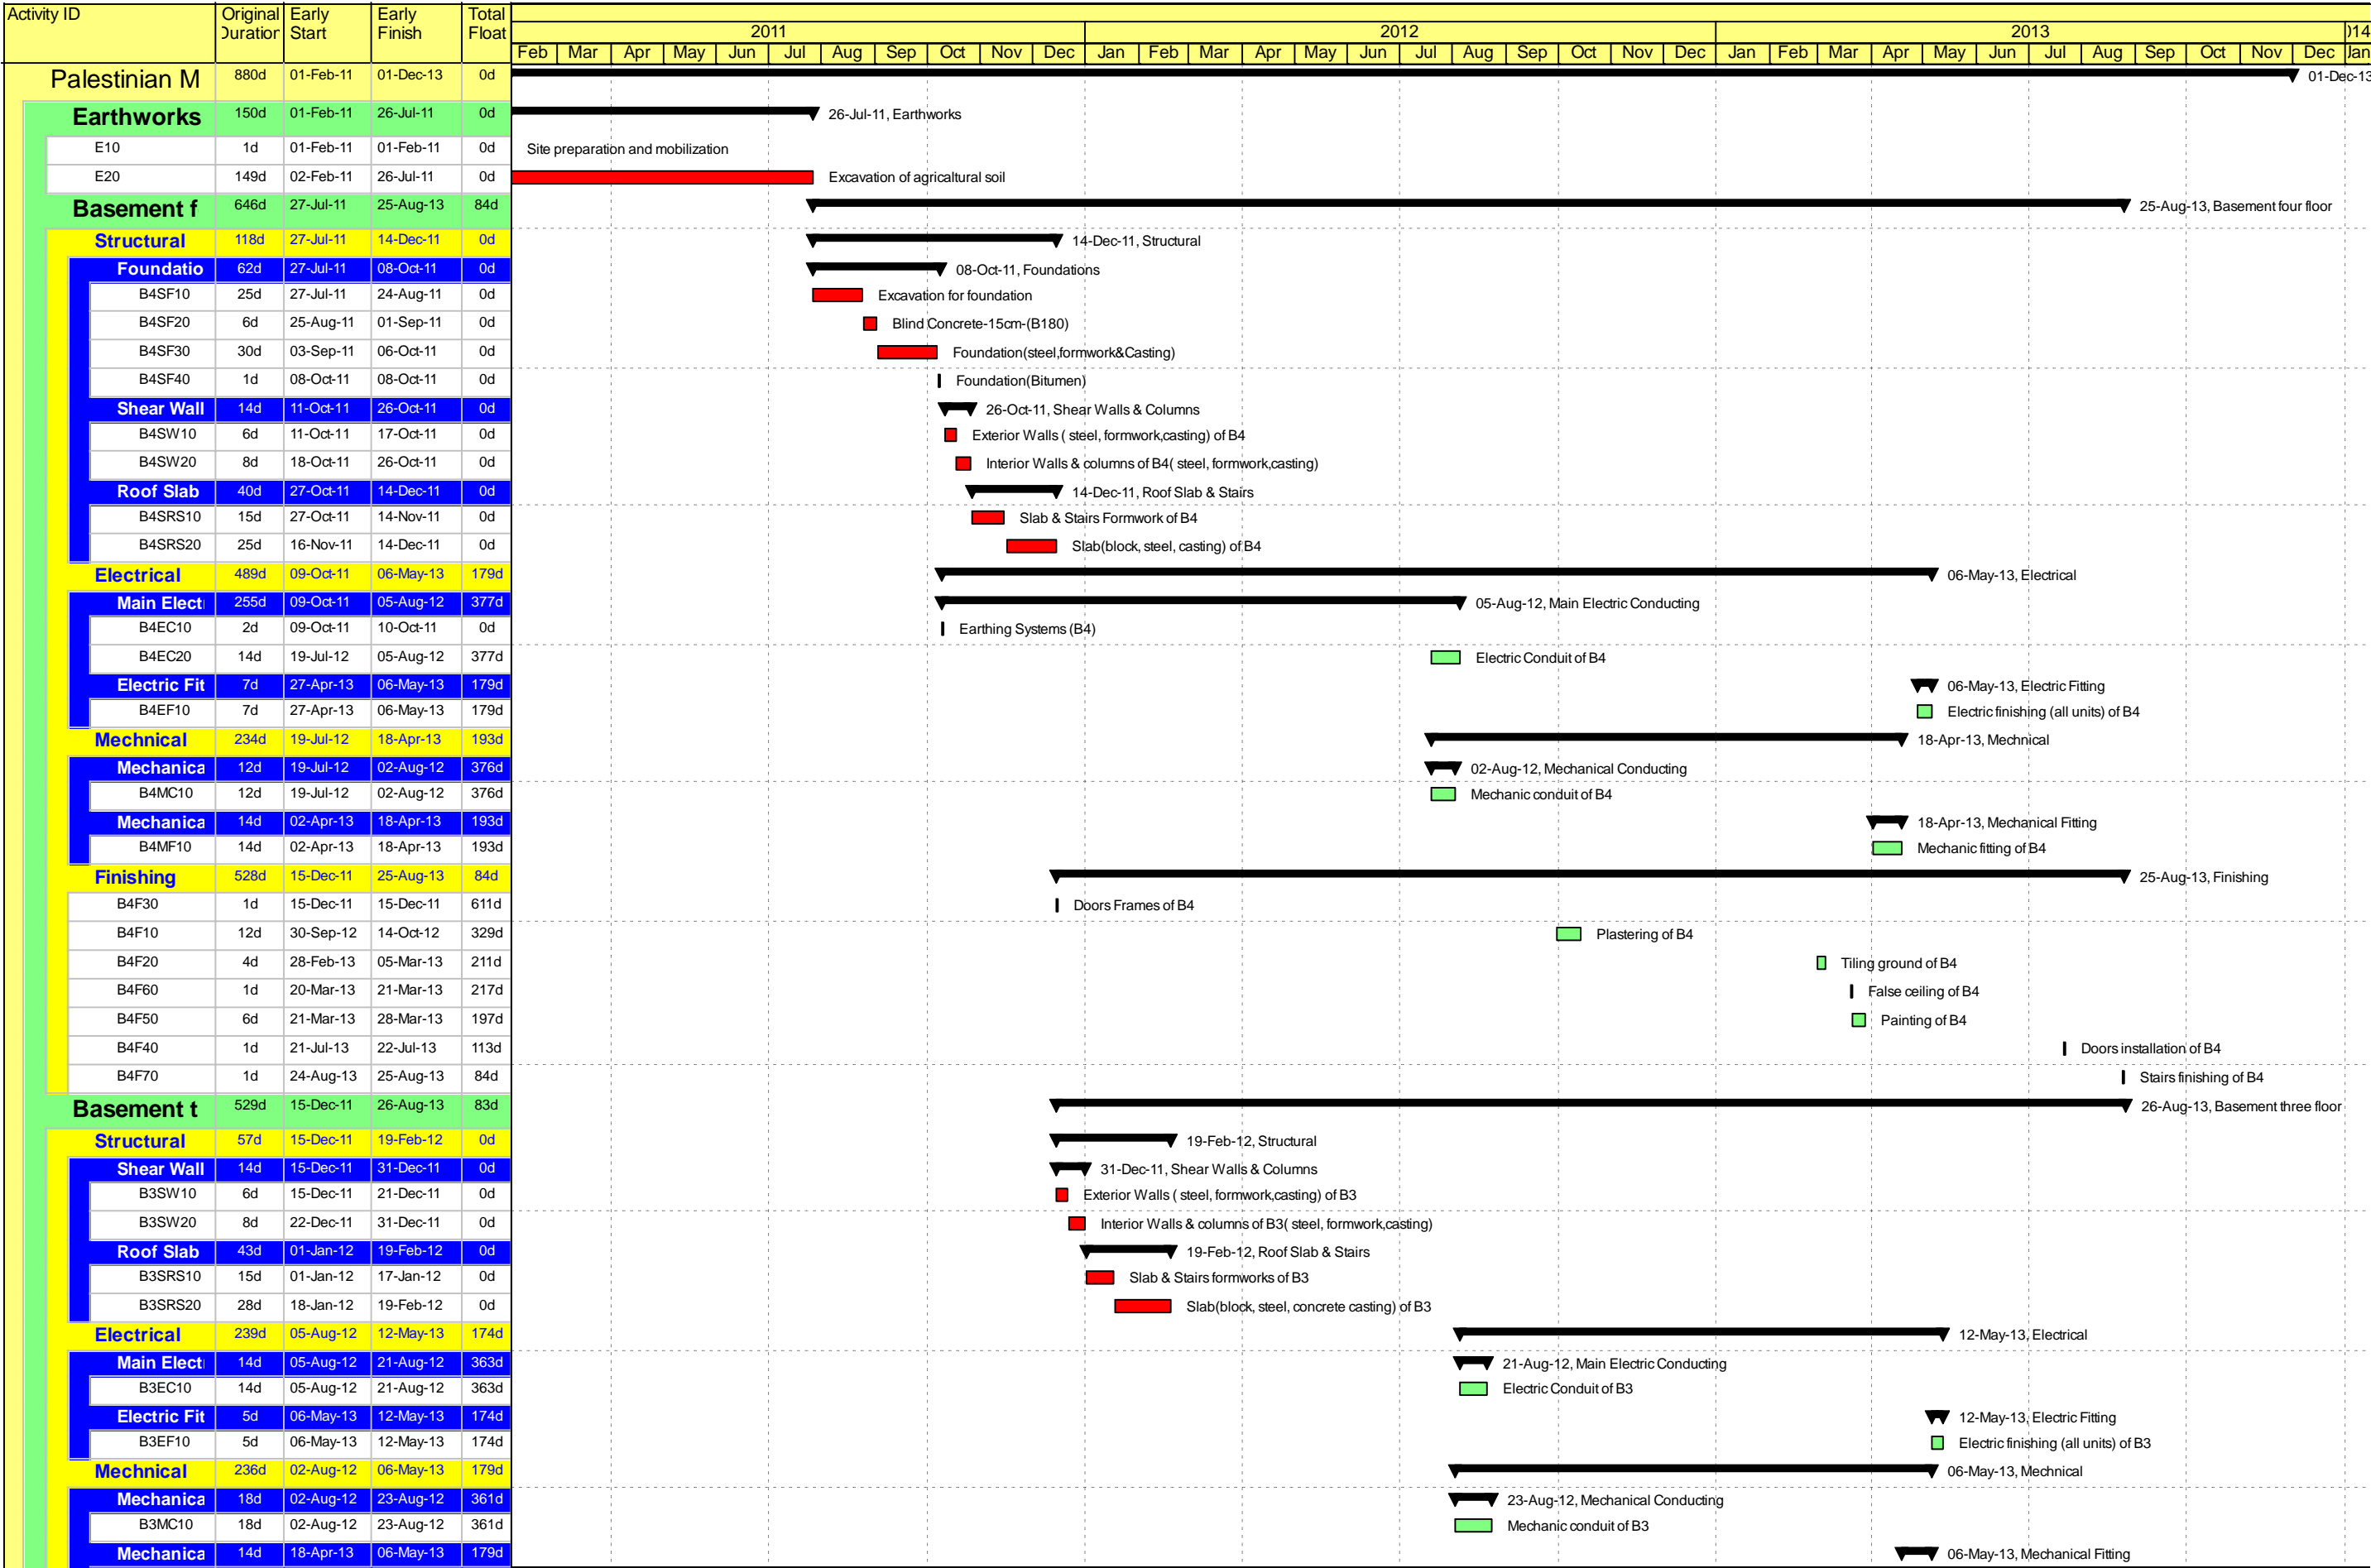 Activity ID Original Duration Early Start Early Finish Total Float
2011 2012 2013 )14
Feb Mar Apr May Jun Jul Aug Sep Oct Nov Dec Jan Feb Mar Apr May Jun Jul Aug Sep Oct Nov Dec Jan Feb Mar Apr May Jun Jul Aug Sep Oct Nov Dec Jan
Palestinian M 880d 01-Feb-11 01-Dec-13 0d 01-Dec-13
Earthworks 150d 01-Feb-11 26-Jul-11 0d 26-Jul-11, Earthworks
E10 1d 01-Feb-11 01-Feb-11 0d Site preparation and mobilization
E20 149d 02-Feb-11 26-Jul-11 0d Excavation of agricaltural soil
Basement f 646d 27-Jul-11 25-Aug-13 84d 25-Aug-13, Basement four floor
Structural 118d 27-Jul-11 14-Dec-11 0d 14-Dec-11, Structural
Foundatio 62d 27-Jul-11 08-Oct-11 0d 08-Oct-11, Foundations
B4SF10 25d 27-Jul-11 24-Aug-11 0d Excavation for foundation
B4SF20 6d 25-Aug-11 01-Sep-11 0d Blind Concrete-15cm-(B180)
B4SF30 30d 03-Sep-11 06-Oct-11 0d Foundation(steel,formwork&Casting)
B4SF40 1d 08-Oct-11 08-Oct-11 0d Foundation(Bitumen)
Shear Wall 14d 11-Oct-11 26-Oct-11 0d 26-Oct-11, Shear Walls & Columns
B4SW10 6d 11-Oct-11 17-Oct-11 0d Exterior Walls ( steel, formwork,casting) of B4
B4SW20 8d 18-Oct-11 26-Oct-11 0d Interior Walls & columns of B4( steel, formwork,casting)
Roof Slab 40d 27-Oct-11 14-Dec-11 0d 14-Dec-11, Roof Slab & Stairs
B4SRS10 15d 27-Oct-11 14-Nov-11 0d Slab & Stairs Formwork of B4
B4SRS20 25d 16-Nov-11 14-Dec-11 0d Slab(block, steel, casting) of B4
Electrical 489d 09-Oct-11 06-May-13 179d 06-May-13, Electrical
Main Elect 255d 09-Oct-11 05-Aug-12 377d 05-Aug-12, Main Electric Conducting
B4EC10 2d 09-Oct-11 10-Oct-11 0d Earthing Systems (B4)
B4EC20 14d 19-Jul-12 05-Aug-12 377d Electric Conduit of B4
Electric Fit 7d 27-Apr-13 06-May-13 179d 06-May-13, Electric Fitting
B4EF10 7d 27-Apr-13 06-May-13 179d Electric finishing (all units) of B4
Mechnical 234d 19-Jul-12 18-Apr-13 193d 18-Apr-13, Mechnical
Mechanica 12d 19-Jul-12 02-Aug-12 376d 02-Aug-12, Mechanical Conducting
B4MC10 12d 19-Jul-12 02-Aug-12 376d Mechanic conduit of B4
Mechanica 14d 02-Apr-13 18-Apr-13 193d 18-Apr-13, Mechanical Fitting
B4MF10 14d 02-Apr-13 18-Apr-13 193d Mechanic fitting of B4
Finishing 528d 15-Dec-11 25-Aug-13 84d 25-Aug-13, Finishing
B4F30 1d 15-Dec-11 15-Dec-11 611d Doors Frames of B4
B4F10 12d 30-Sep-12 14-Oct-12 329d Plastering of B4
B4F20 4d 28-Feb-13 05-Mar-13 211d Tiling ground of B4
B4F60 1d 20-Mar-13 21-Mar-13 217d False ceiling of B4
B4F50 6d 21-Mar-13 28-Mar-13 197d Painting of B4
B4F40 1d 21-Jul-13 22-Jul-13 113d Doors installation of B4
B4F70 1d 24-Aug-13 25-Aug-13 84d Stairs finishing of B4
Basement t 529d 15-Dec-11 26-Aug-13 83d 26-Aug-13, Basement three floor
Structural 57d 15-Dec-11 19-Feb-12 0d 19-Feb-12, Structural
Shear Wall 14d 15-Dec-11 31-Dec-11 0d 31-Dec-11, Shear Walls & Columns
B3SW10 6d 15-Dec-11 21-Dec-11 0d Exterior Walls ( steel, formwork,casting) of B3
B3SW20 8d 22-Dec-11 31-Dec-11 0d Interior Walls & columns of B3( steel, formwork,casting)
Roof Slab 43d 01-Jan-12 19-Feb-12 0d 19-Feb-12, Roof Slab & Stairs
B3SRS10 15d 01-Jan-12 17-Jan-12 0d Slab & Stairs formworks of B3
B3SRS20 28d 18-Jan-12 19-Feb-12 0d Slab(block, steel, concrete casting) of B3
Electrical 239d 05-Aug-12 12-May-13 174d 12-May-13, Electrical
Main Elect 14d 05-Aug-12 21-Aug-12 363d 21-Aug-12, Main Electric Conducting
B3EC10 14d 05-Aug-12 21-Aug-12 363d Electric Conduit of B3
Electric Fit 5d 06-May-13 12-May-13 174d 12-May-13, Electric Fitting
B3EF10 5d 06-May-13 12-May-13 174d Electric finishing (all units) of B3
Mechnical 236d 02-Aug-12 06-May-13 179d 06-May-13, Mechnical
Mechanica 18d 02-Aug-12 23-Aug-12 361d 23-Aug-12, Mechanical Conducting
B3MC10 18d 02-Aug-12 23-Aug-12 361d Mechanic conduit of B3
Mechanica 14d 18-Apr-13 06-May-13 179d 06-May-13, Mechanical Fitting